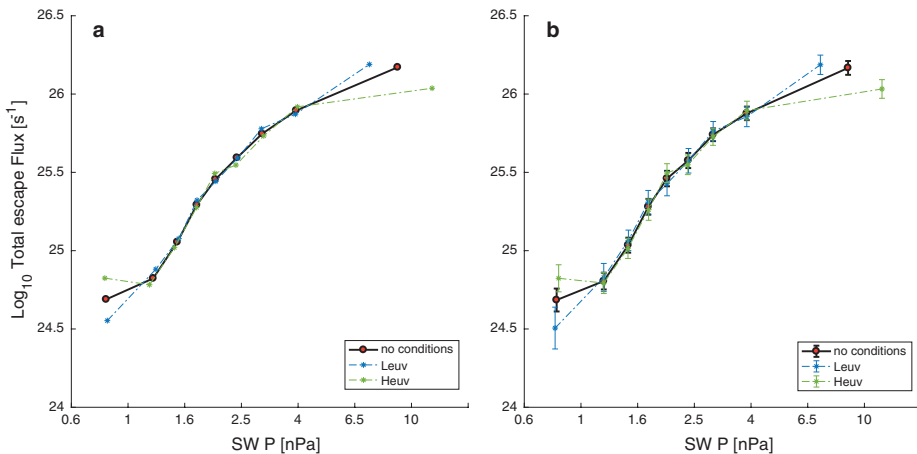 a
26.5
26
25.5
25
24.5
24
Log10 Total escape Flux [s-1]
0.6 1 1.6 2.5 4 6.5 10
SW P [nPa]
no conditions
Leuv
Heuv
b
26.5
26
25.5
25
24.5
24
0.6 1 1.6 2.5 4 6.5 10
SW P [nPa]
no conditions
Leuv
Heuv